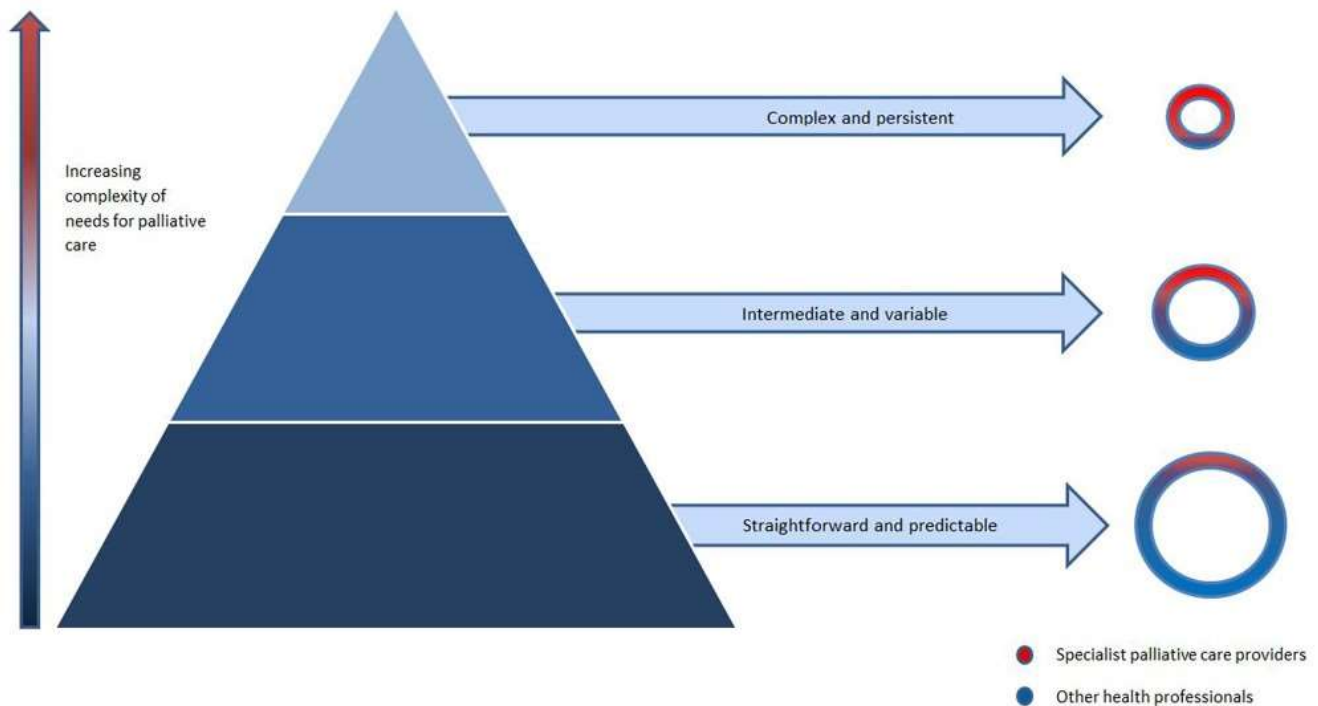 Complex and persistent
Increasing
complexity of
needs for palliative
care
Intermediate and variable
Straightforward and predictable
Specialist palliative care providers
Other health professionals